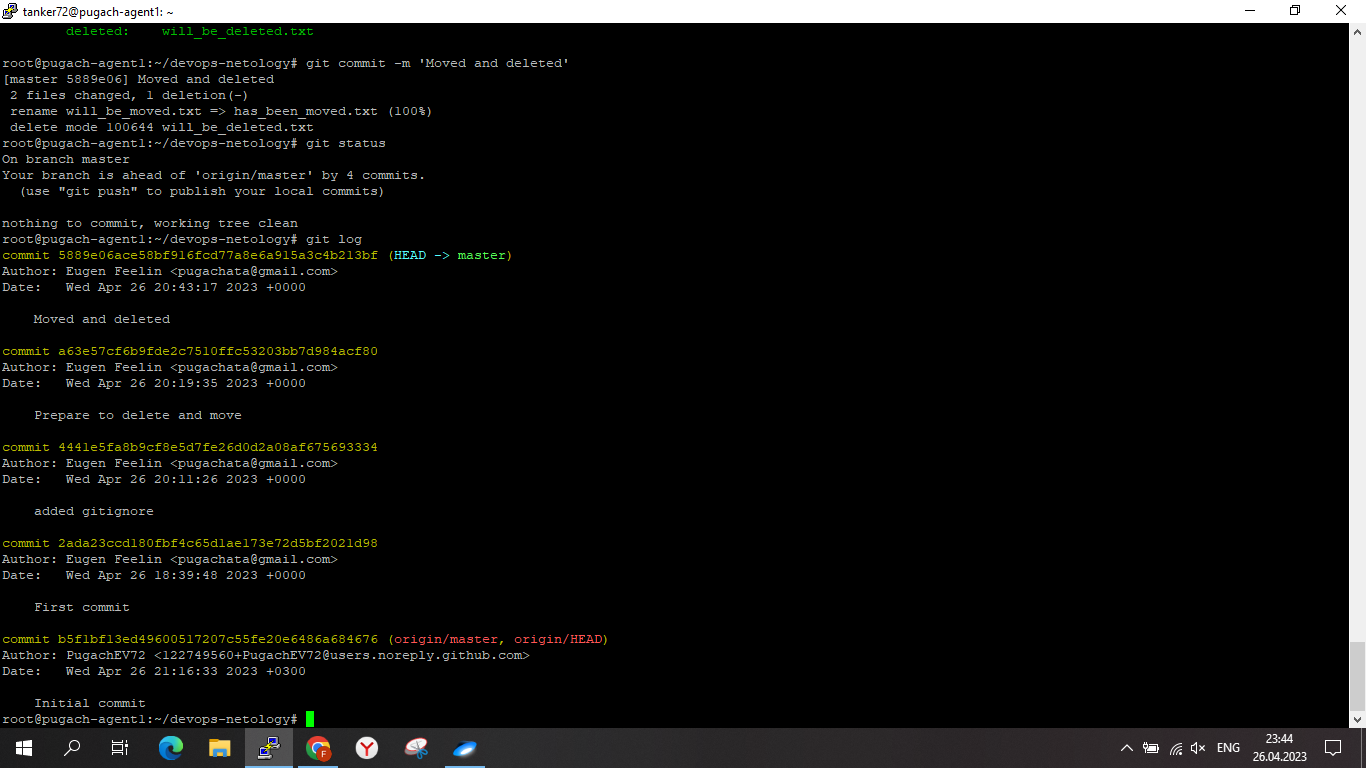 tanker72@pugach-agent1: ~
deleted:    will_be_deleted.txt
root@pugach-agent1:~/devops-netology# git commit -m 'Moved and deleted'
[master 5889e06] Moved and deleted
2 files changed, 1 deletion(-)
rename will_be_moved.txt => has_been_moved.txt (100%)
delete mode 100644 will_be_deleted.txt
root@pugach-agent1:~/devops-netology# git status
On branch master
Your branch is ahead of 'origin/master' by 4 commits.
(use "git push" to publish your local commits)
nothing to commit, working tree clean
root@pugach-agent1:~/devops-netology# git log
commit 5889e06ace58bf916fcd77a8e6a915a3c4b213bf (HEAD -> master)
Author: Eugen Feelin <pugachata@gmail.com>
Date:   Wed Apr 26 20:43:17 2023 +0000
Moved and deleted
commit a63e57cf6b9fde2c7510ffc53203bb7d984acf80
Author: Eugen Feelin <pugachata@gmail.com>
Date:   Wed Apr 26 20:19:35 2023 +0000
Prepare to delete and move
commit 4441e5fa8b9cf8e5d7fe26d0d2a08af675693334
Author: Eugen Feelin <pugachata@gmail.com>
Date:   Wed Apr 26 20:11:26 2023 +0000
added gitignore
commit 2ada23ccd180fbf4c65d1ae173e72d5bf2021d98
Author: Eugen Feelin <pugachata@gmail.com>
Date:   Wed Apr 26 18:39:48 2023 +0000
First commit
commit b5f1bf13ed49600517207c55fe20e6486a684676 (origin/master, origin/HEAD)
Author: PugachEV72 <122749560+PugachEV72@users.noreply.github.com>
Date:   Wed Apr 26 21:16:33 2023 +0300
Initial commit
root@pugach-agent1:~/devops-netology#
ENG
23:44
26.04.2023